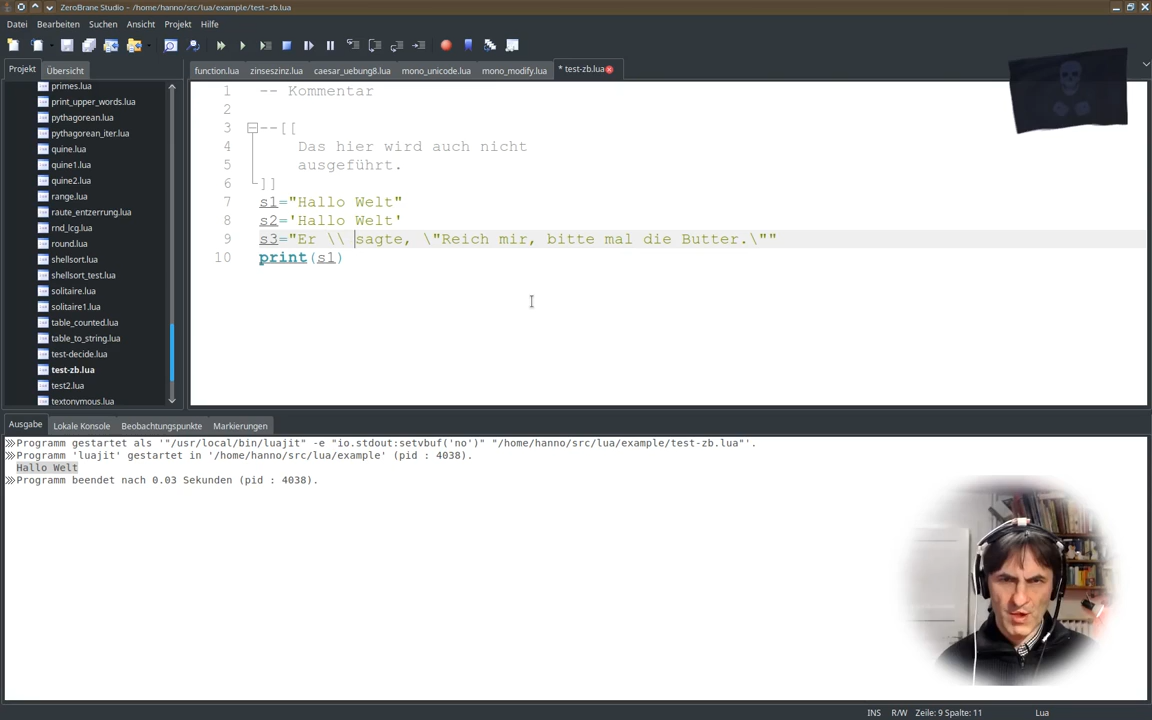 ZeroBrane Studio - /home/hanno/src/lua/example/test-zb.lua
Datei Bearbeiten Suchen Ansicht Projekt Hilfe
Projekt Übersicht
function.lua zinseszinz.lua caesar_uebung8.lua mono_unicode.lua mono_modify.lua * test-zb.lua
primes.lua
print_upper_words.lua
pythagorean.lua
pythagorean_iter.lua
quine.lua
quine1.lua
quine2.lua
range.lua
raute_entzerrung.lua
rnd_lcg.lua
round.lua
shellsort.lua
shellsort_test.lua
solitaire.lua
solitaire1.lua
table_counted.lua
table_to_string.lua
test-decide.lua
test-zb.lua
test2.lua
textonymous.lua
1 -- Kommentar
2
3 --[[
4 Das hier wird auch nicht
5 ausgeführt.
6 ]]
7 s1="Hallo Welt"
8 s2='Hallo Welt'
9 s3="Er \\ sagte, \"Reich mir, bitte mal die Butter.\""
10 print(s1)
Ausgabe Lokale Konsole Beobachtungspunkte Markierungen
Programm gestartet als '"/usr/local/bin/luajit" -e "io.stdout:setvbuf('no')" "/home/hanno/src/lua/example/test-zb.lua"'.
Programm 'luajit' gestartet in '/home/hanno/src/lua/example' (pid : 4038).
Hallo Welt
Programm beendet nach 0.03 Sekunden (pid : 4038).
INS R/W Zeile: 9 Spalte: 11 Lua